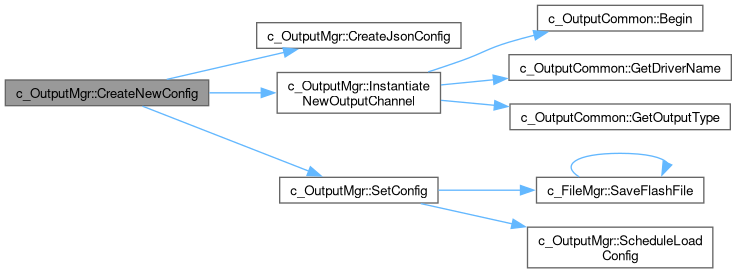 c_OutputMgr::CreateNewConfig
c_OutputMgr::CreateJsonConfig
c_OutputMgr::Instantiate
NewOutputChannel
c_OutputCommon::Begin
c_OutputCommon::GetDriverName
c_OutputCommon::GetOutputType
c_OutputMgr::SetConfig
c_FileMgr::SaveFlashFile
c_OutputMgr::ScheduleLoad
Config